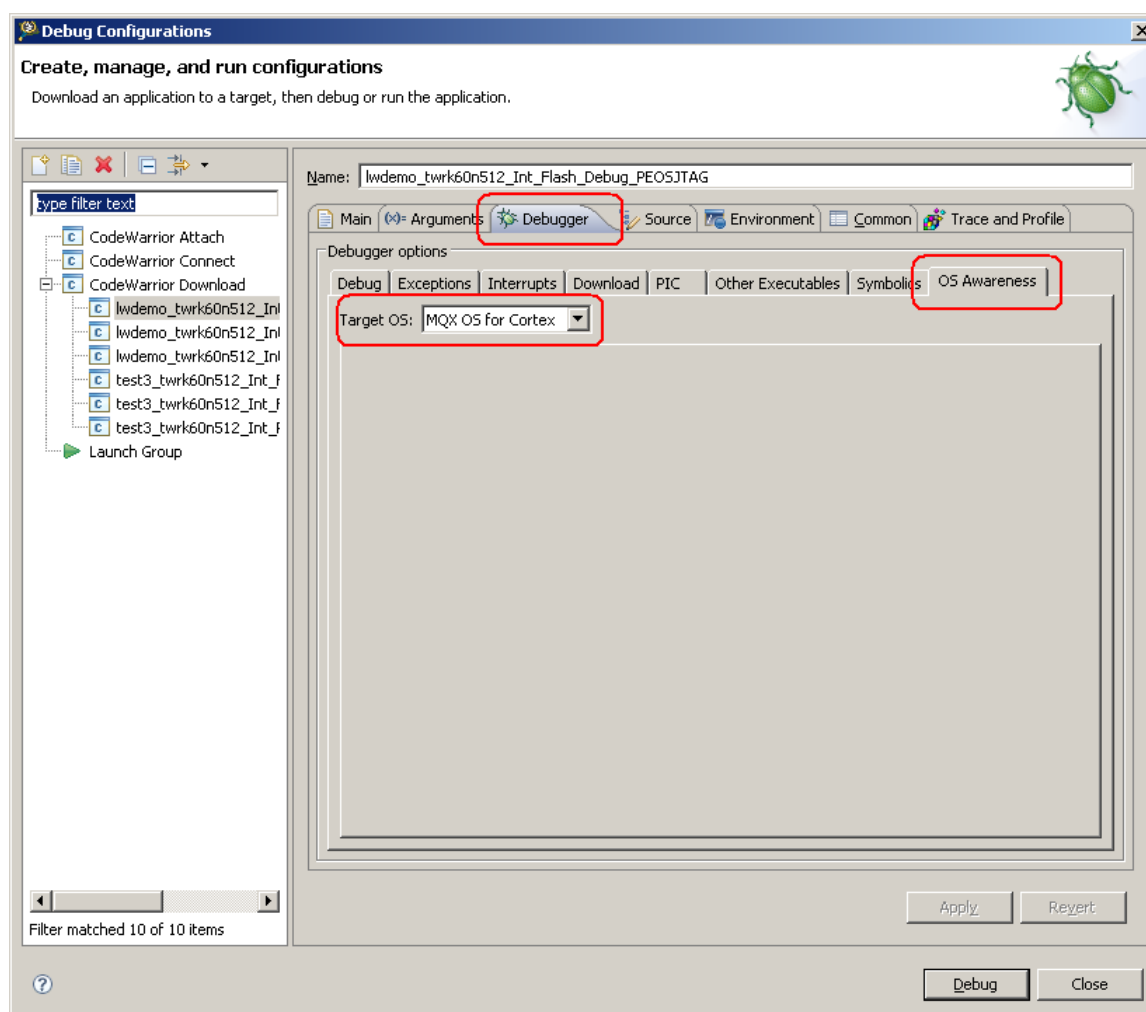 Debug Configurations
Create, manage, and run configurations
Download an application to a target, then debug or run the application.
type filter text
CodeWarrior Attach
CodeWarrior Connect
CodeWarrior Download
lwdemo_twrk60n512_Int
lwdemo_twrk60n512_Int
lwdemo_twrk60n512_Int
test3_twrk60n512_Int_F
test3_twrk60n512_Int_F
test3_twrk60n512_Int_F
Launch Group
Filter matched 10 of 10 items
Name: lwdemo_twrk60n512_Int_Flash_Debug_PEOSJTAG
Main (x)= Arguments Debugger Source Environment Common Trace and Profile
Debugger options
Debug Exceptions Interrupts Download PIC Other Executables Symbolics OS Awareness
Target OS: MQX OS for Cortex
Apply Revert
Debug Close